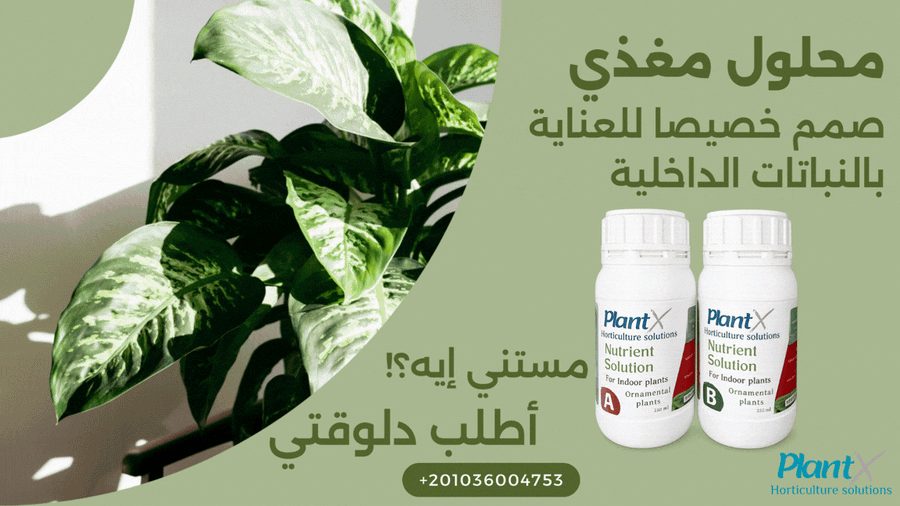 محلول مغذي
صمم خصيصا للعناية
بالنباتات الداخلية
PlantX
Horticulture solutions
Nutrient
Solution
For Indoor plants
A
Ornamental
plants
PlantX
Horticulture solutions
Nutrient
Solution
For Indoor plants
B
Ornamental
plants
مستني إيه؟!
أطلب دلوقتي
+201036004753
PlantX
Horticulture solutions